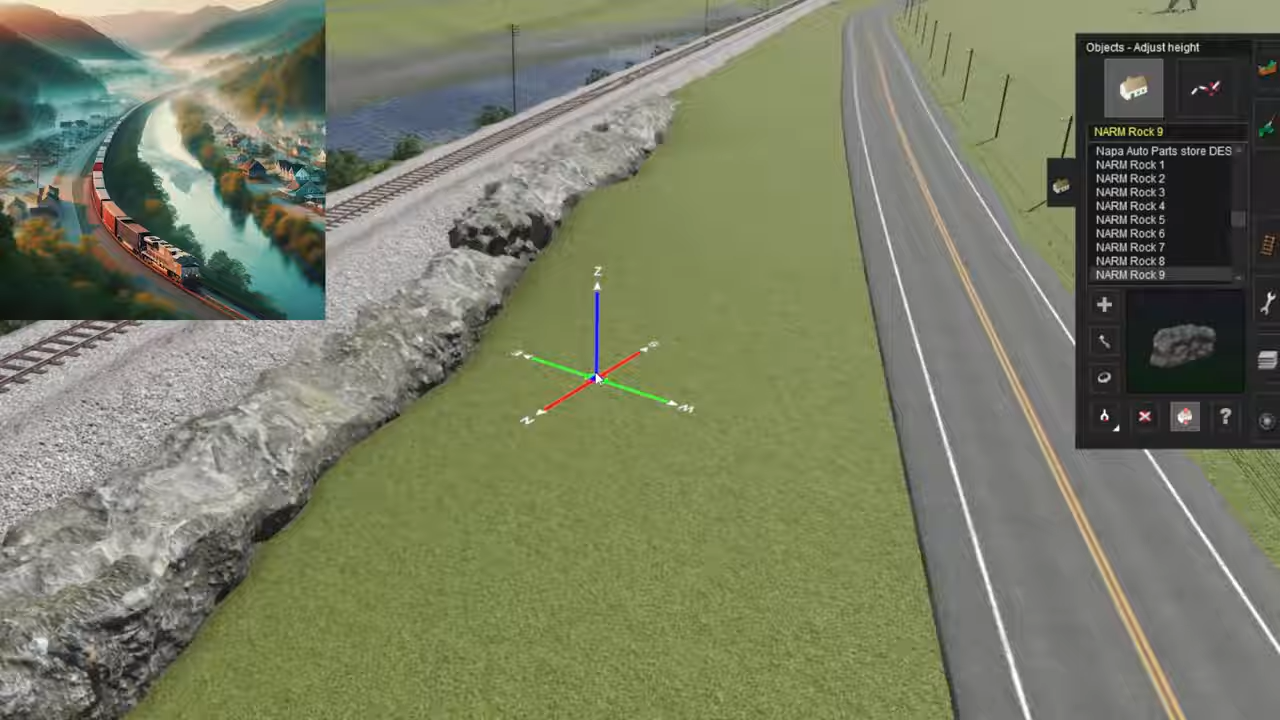 Objects - Adjust height
NARM Rock 9
Napa Auto Parts store DES
NARM Rock 1
NARM Rock 2
NARM Rock 3
NARM Rock 4
NARM Rock 5
NARM Rock 6
NARM Rock 7
NARM Rock 8
NARM Rock 9
Z
N
W
?